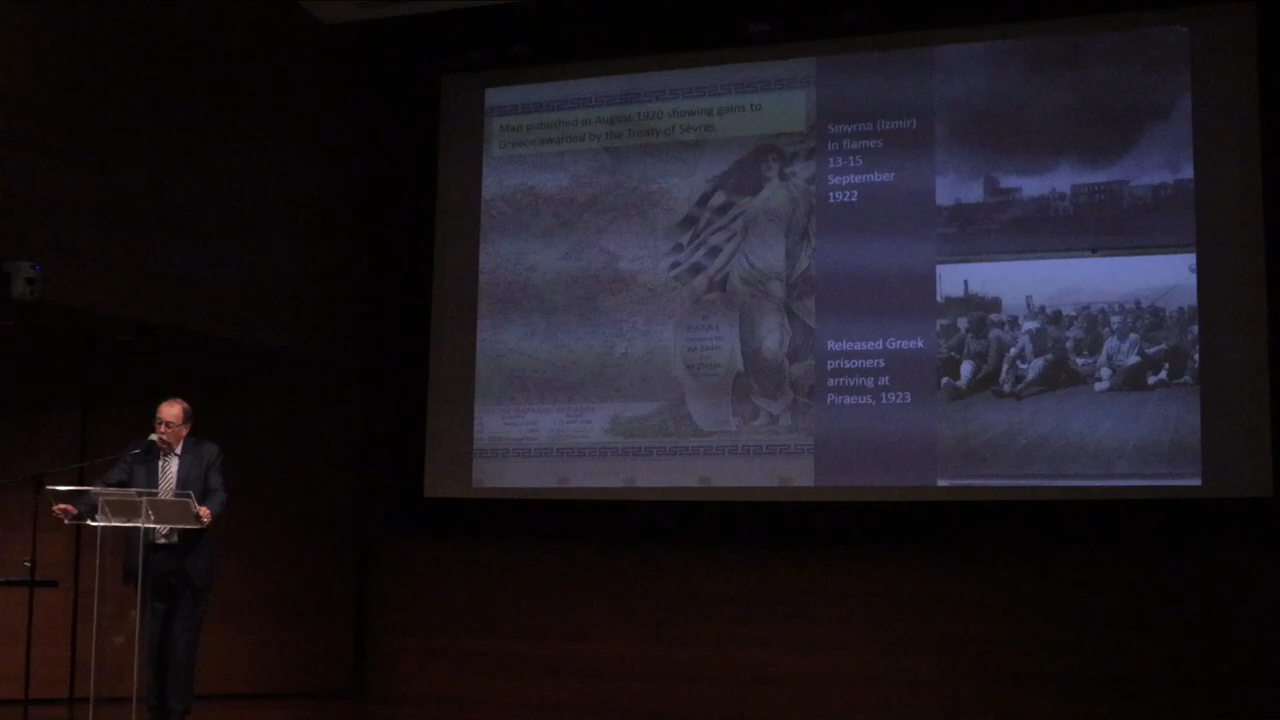 Map published in August 1920 showing gains to
Greece awarded by the Treaty of Sèvres
Smyrna (Izmir)
in flames
13-15
September
1922
Released Greek
prisoners
arriving at
Piraeus, 1923